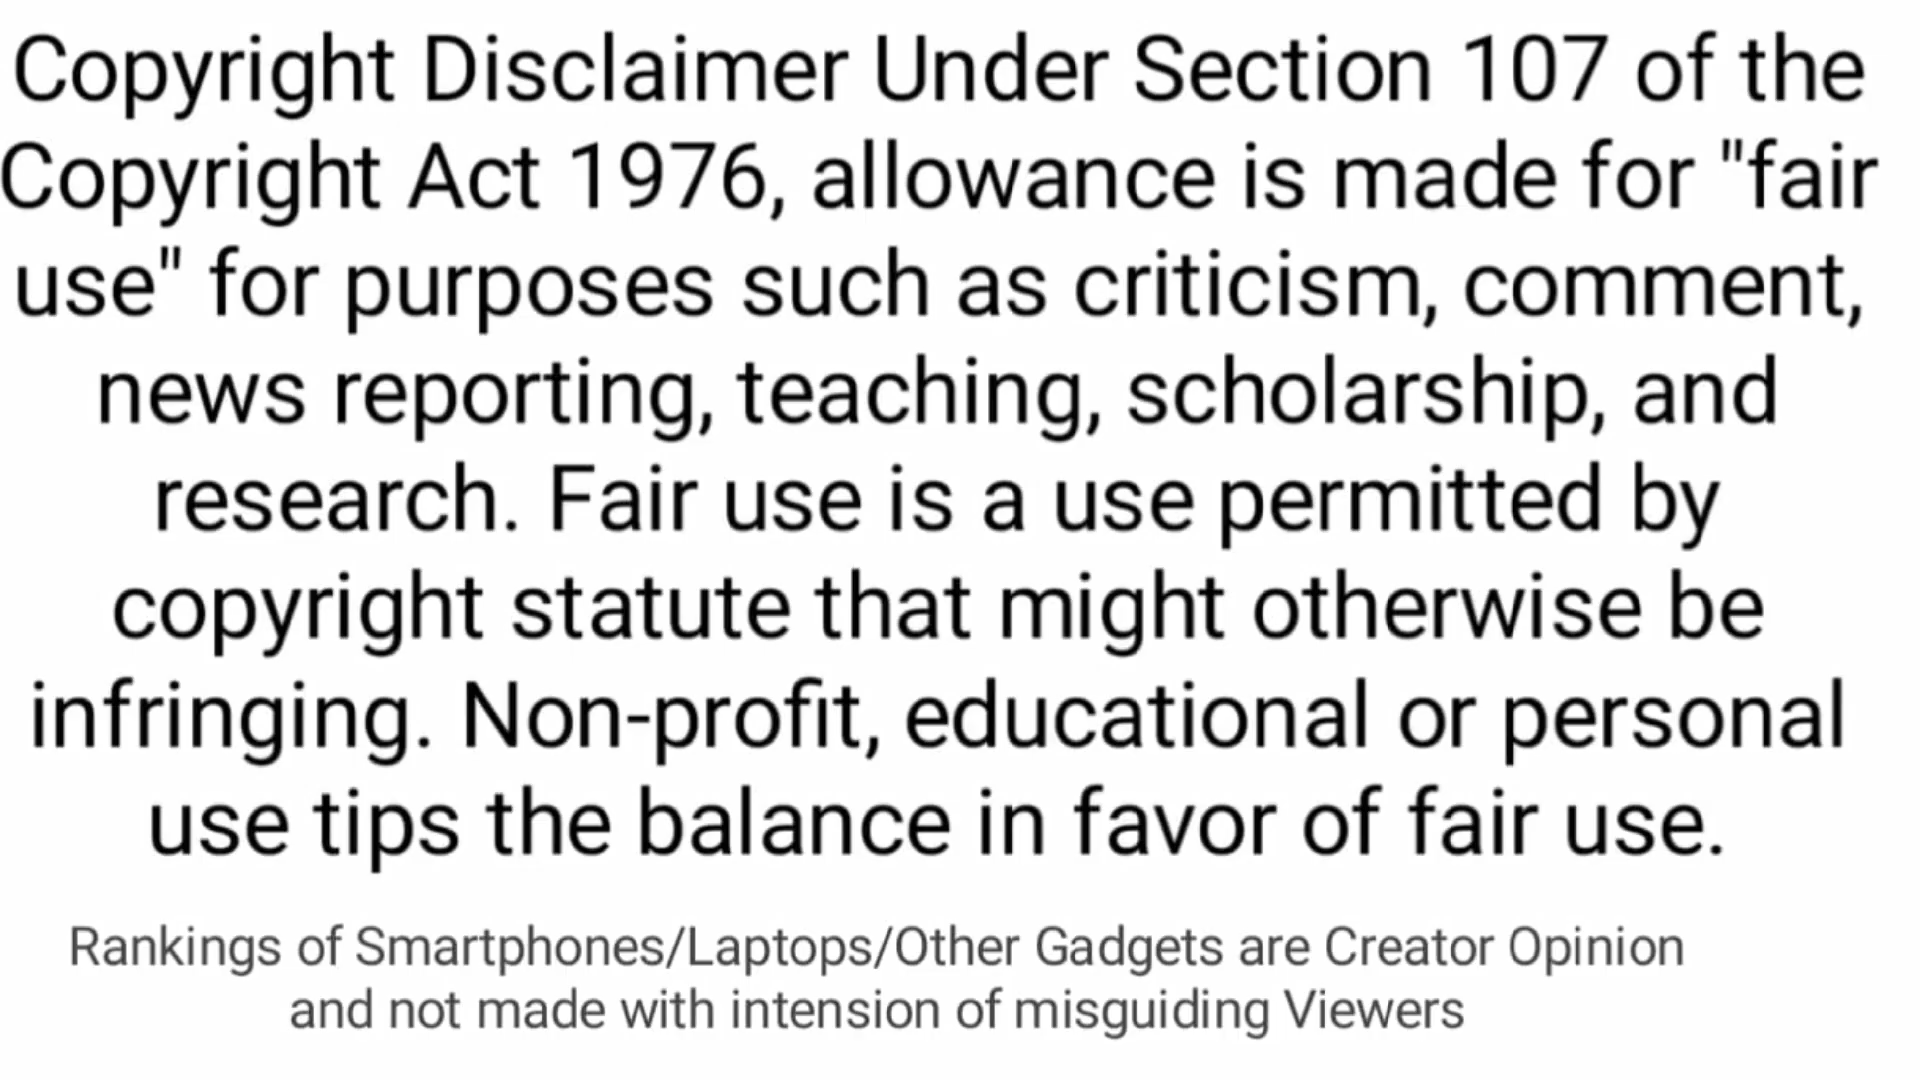 Copyright Disclaimer Under Section 107 of the
Copyright Act 1976, allowance is made for "fair
use" for purposes such as criticism, comment,
news reporting, teaching, scholarship, and
research. Fair use is a use permitted by
copyright statute that might otherwise be
infringing. Non-profit, educational or personal
use tips the balance in favor of fair use.
Rankings of Smartphones/Laptops/Other Gadgets are Creator Opinion
and not made with intension of misguiding Viewers